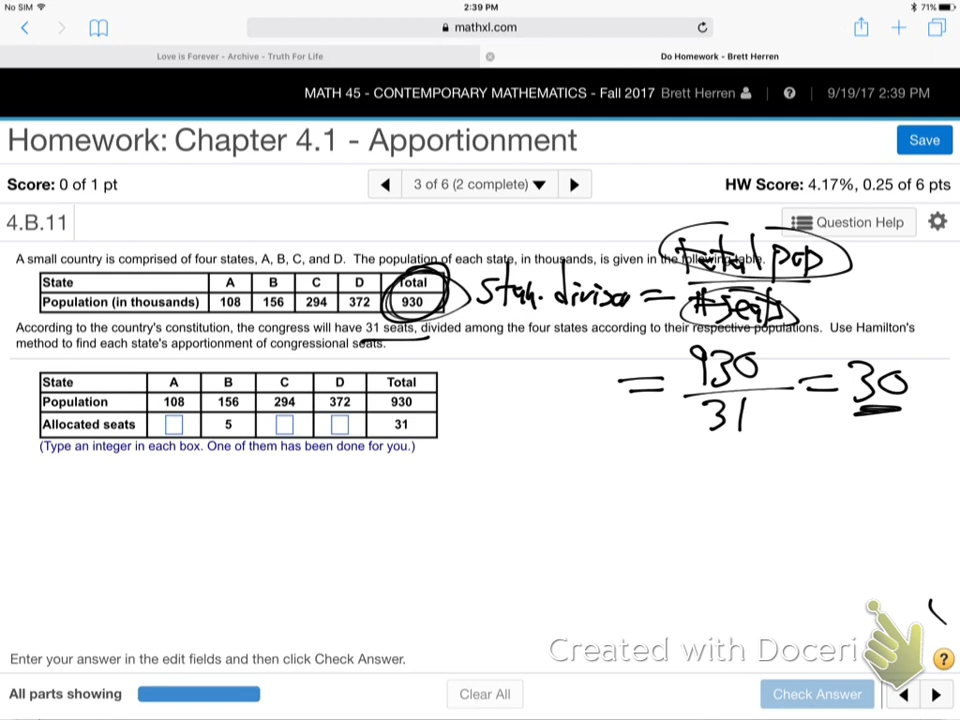 No SIM 2:39 PM 71%
mathxl.com
Love is Forever - Archive - Truth For Life Do Homework - Brett Herren
MATH 45 - CONTEMPORARY MATHEMATICS - Fall 2017 Brett Herren | ? | 9/19/17 2:39 PM
Homework: Chapter 4.1 - Apportionment Save
Score: 0 of 1 pt 3 of 6 (2 complete) HW Score: 4.17%, 0.25 of 6 pts
4.B.11 Question Help
A small country is comprised of four states, A, B, C, and D. The population of each state, in thousands, is given in the following table.
State A B C D Total
Population (in thousands) 108 156 294 372 930
stan. divisor = total pop
# seats
According to the country's constitution, the congress will have 31 seats, divided among the four states according to their respective populations. Use Hamilton's
method to find each state's apportionment of congressional seats.
= 930
31
= 30
State A B C D Total
Population 108 156 294 372 930
Allocated seats 5 31
(Type an integer in each box. One of them has been done for you.)
Created with Doceri
Enter your answer in the edit fields and then click Check Answer. ?
All parts showing Clear All Check Answer